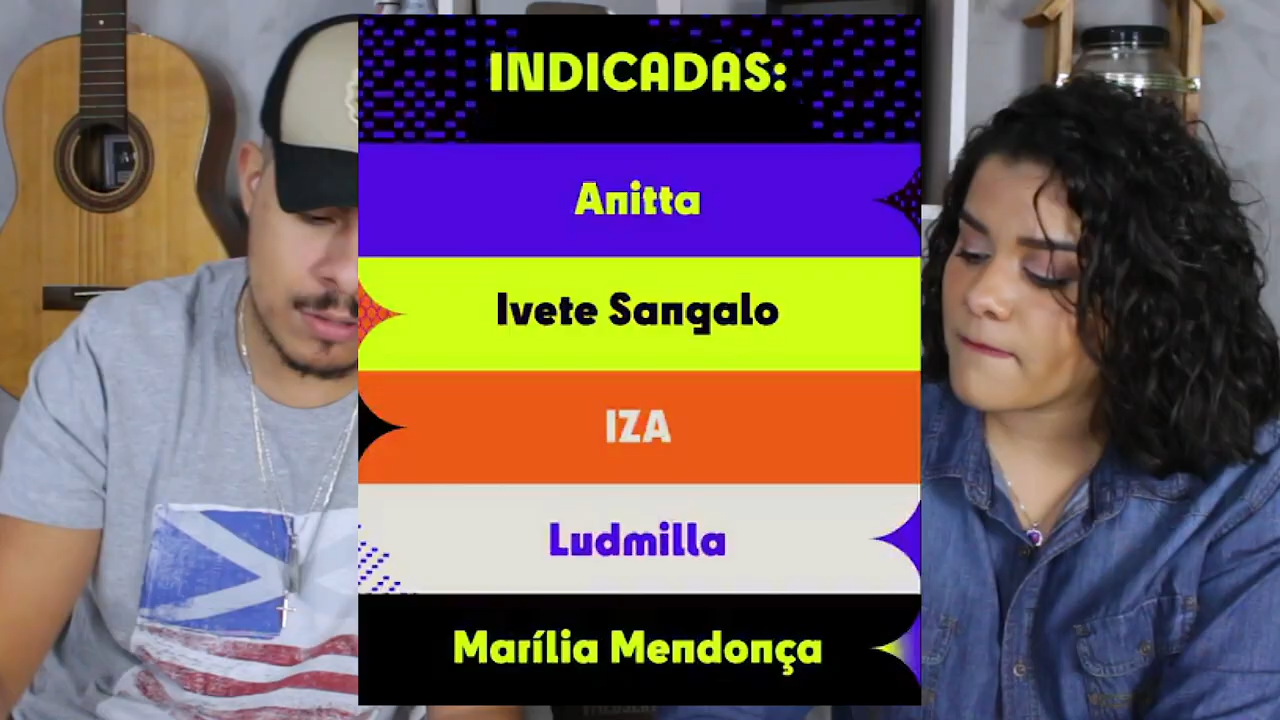 INDICADAS:
Anitta
Ivete Sangalo
IZA
Ludmilla
Marília Mendonça